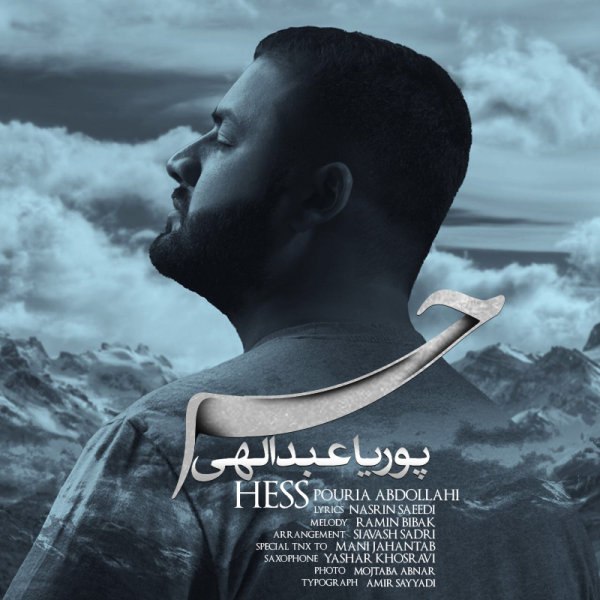 حس
پوریا عبدالهی
HESS POURIA ABDOLLAHI
LYRICS NASRIN SAEEDI
MELODY RAMIN BIBAK
ARRANGEMENT SIAVASH SADRI
SPECIAL TNX TO MANI JAHANTAB
SAXOPHONE YASHAR KHOSRAVI
PHOTO MOJTABA ABNAR
TYPOGRAPH AMIR SAYYADI